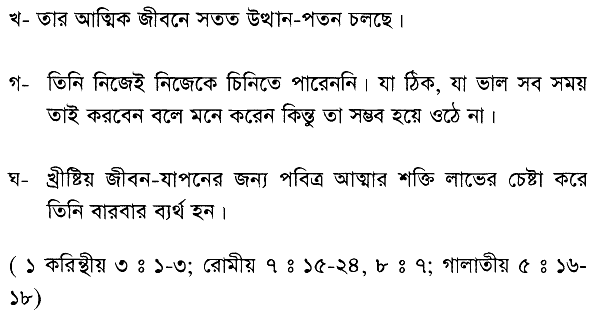 খ- তার আত্মিক জীবনে সতত উত্থান-পতন চলছে।
গ- তিনি নিজেই নিজেকে চিনিতে পারেননি। যা ঠিক, যা ভাল সব সময়
তাই করবেন বলে মনে করেন কিন্তু তা সম্ভব হয়ে ওঠে না।
ঘ- খ্রীষ্টিয় জীবন-যাপনের জন্য পবিত্র আত্মার শক্তি লাভের চেষ্টা করে
তিনি বারবার ব্যর্থ হন।
( ১ করিন্থীয় ৩ ঃ ১-৩; রোমীয় ৭ ঃ ১৫-২৪, ৮ ঃ ৭; গালাতীয় ৫ ঃ ১৬-
১৮)